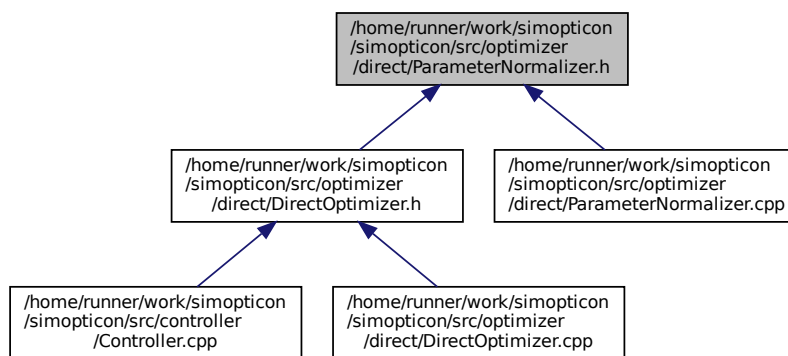 /home/runner/work/simopticon
/simopticon/src/optimizer
/direct/ParameterNormalizer.h
/home/runner/work/simopticon
/simopticon/src/optimizer
/direct/DirectOptimizer.h
/home/runner/work/simopticon
/simopticon/src/optimizer
/direct/ParameterNormalizer.cpp
/home/runner/work/simopticon
/simopticon/src/controller
/Controller.cpp
/home/runner/work/simopticon
/simopticon/src/optimizer
/direct/DirectOptimizer.cpp